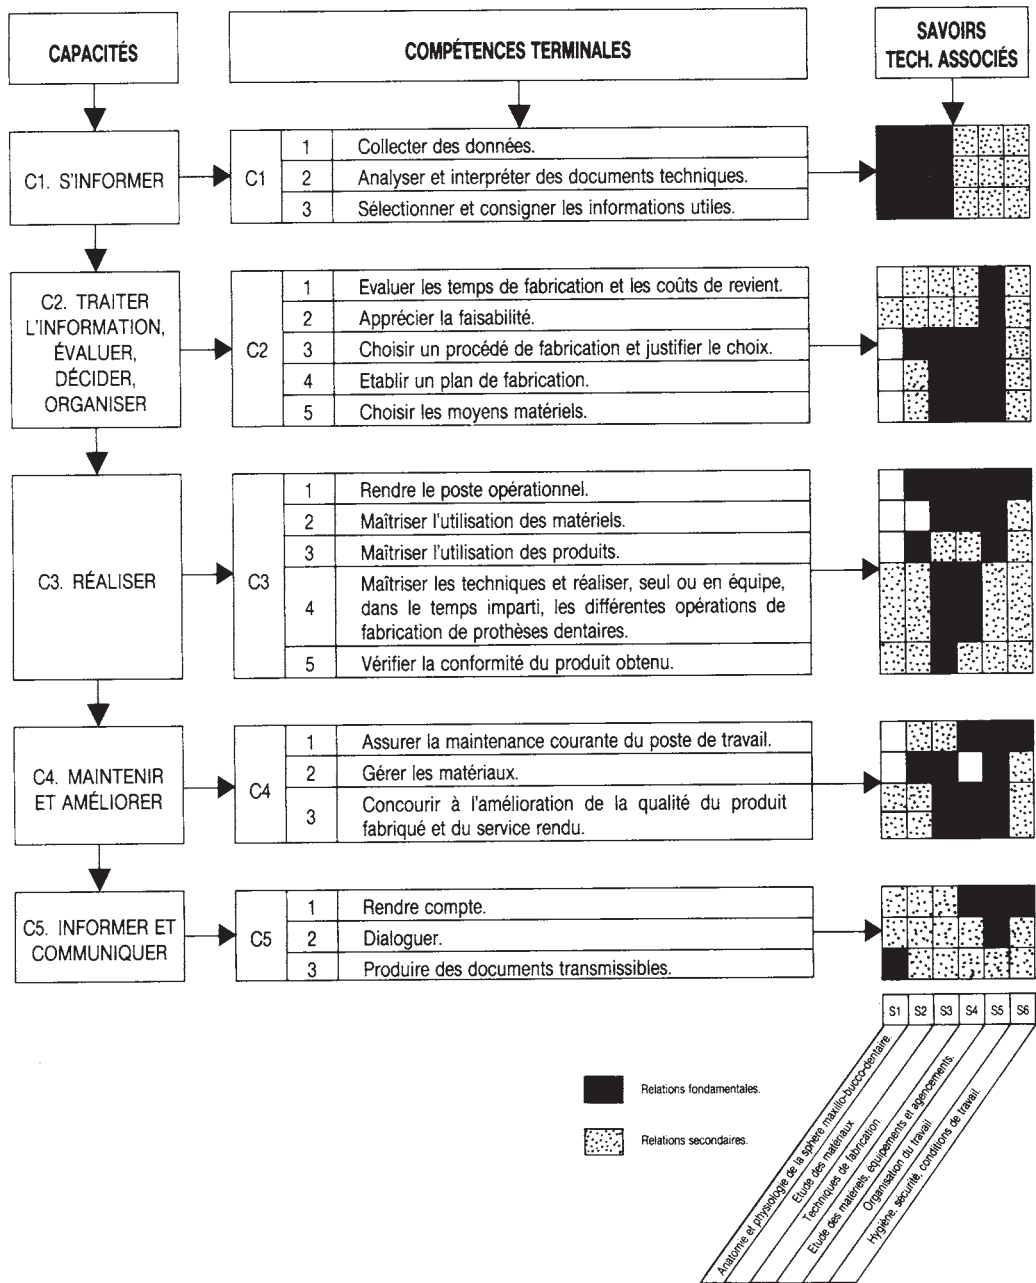 CAPACITÉS
COMPÉTENCES TERMINALES
SAVOIRS
TECH. ASSOCIÉS
C1. S'INFORMER
C1
1 Collecter des données.
2 Analyser et interpréter des documents techniques.
3 Sélectionner et consigner les informations utiles.
C2. TRAITER
L'INFORMATION,
ÉVALUER,
DÉCIDER,
ORGANISER
C2
1 Evaluer les temps de fabrication et les coûts de revient.
2 Apprécier la faisabilité.
3 Choisir un procédé de fabrication et justifier le choix.
4 Etablir un plan de fabrication.
5 Choisir les moyens matériels.
C3. RÉALISER
C3
1 Rendre le poste opérationnel.
2 Maîtriser l'utilisation des matériels.
3 Maîtriser l'utilisation des produits.
4 Maîtriser les techniques et réaliser, seul ou en équipe,
dans le temps imparti, les différentes opérations de
fabrication de prothèses dentaires.
5 Vérifier la conformité du produit obtenu.
C4. MAINTENIR
ET AMÉLIORER
C4
1 Assurer la maintenance courante du poste de travail.
2 Gérer les matériaux.
3 Concourir à l'amélioration de la qualité du produit
fabriqué et du service rendu.
C5. INFORMER ET
COMMUNIQUER
C5
1 Rendre compte.
2 Dialoguer.
3 Produire des documents transmissibles.
S1 S2 S3 S4 S5 S6
Relations fondamentales.
Relations secondaires.
Anatomie et physiologie de la sphère maxillo-bucco-dentaire.
Etude des matériaux
Techniques de fabrication
Etude des matériels, équipements et agencements.
Organisation du travail.
Hygiène, sécurité, conditions de travail.